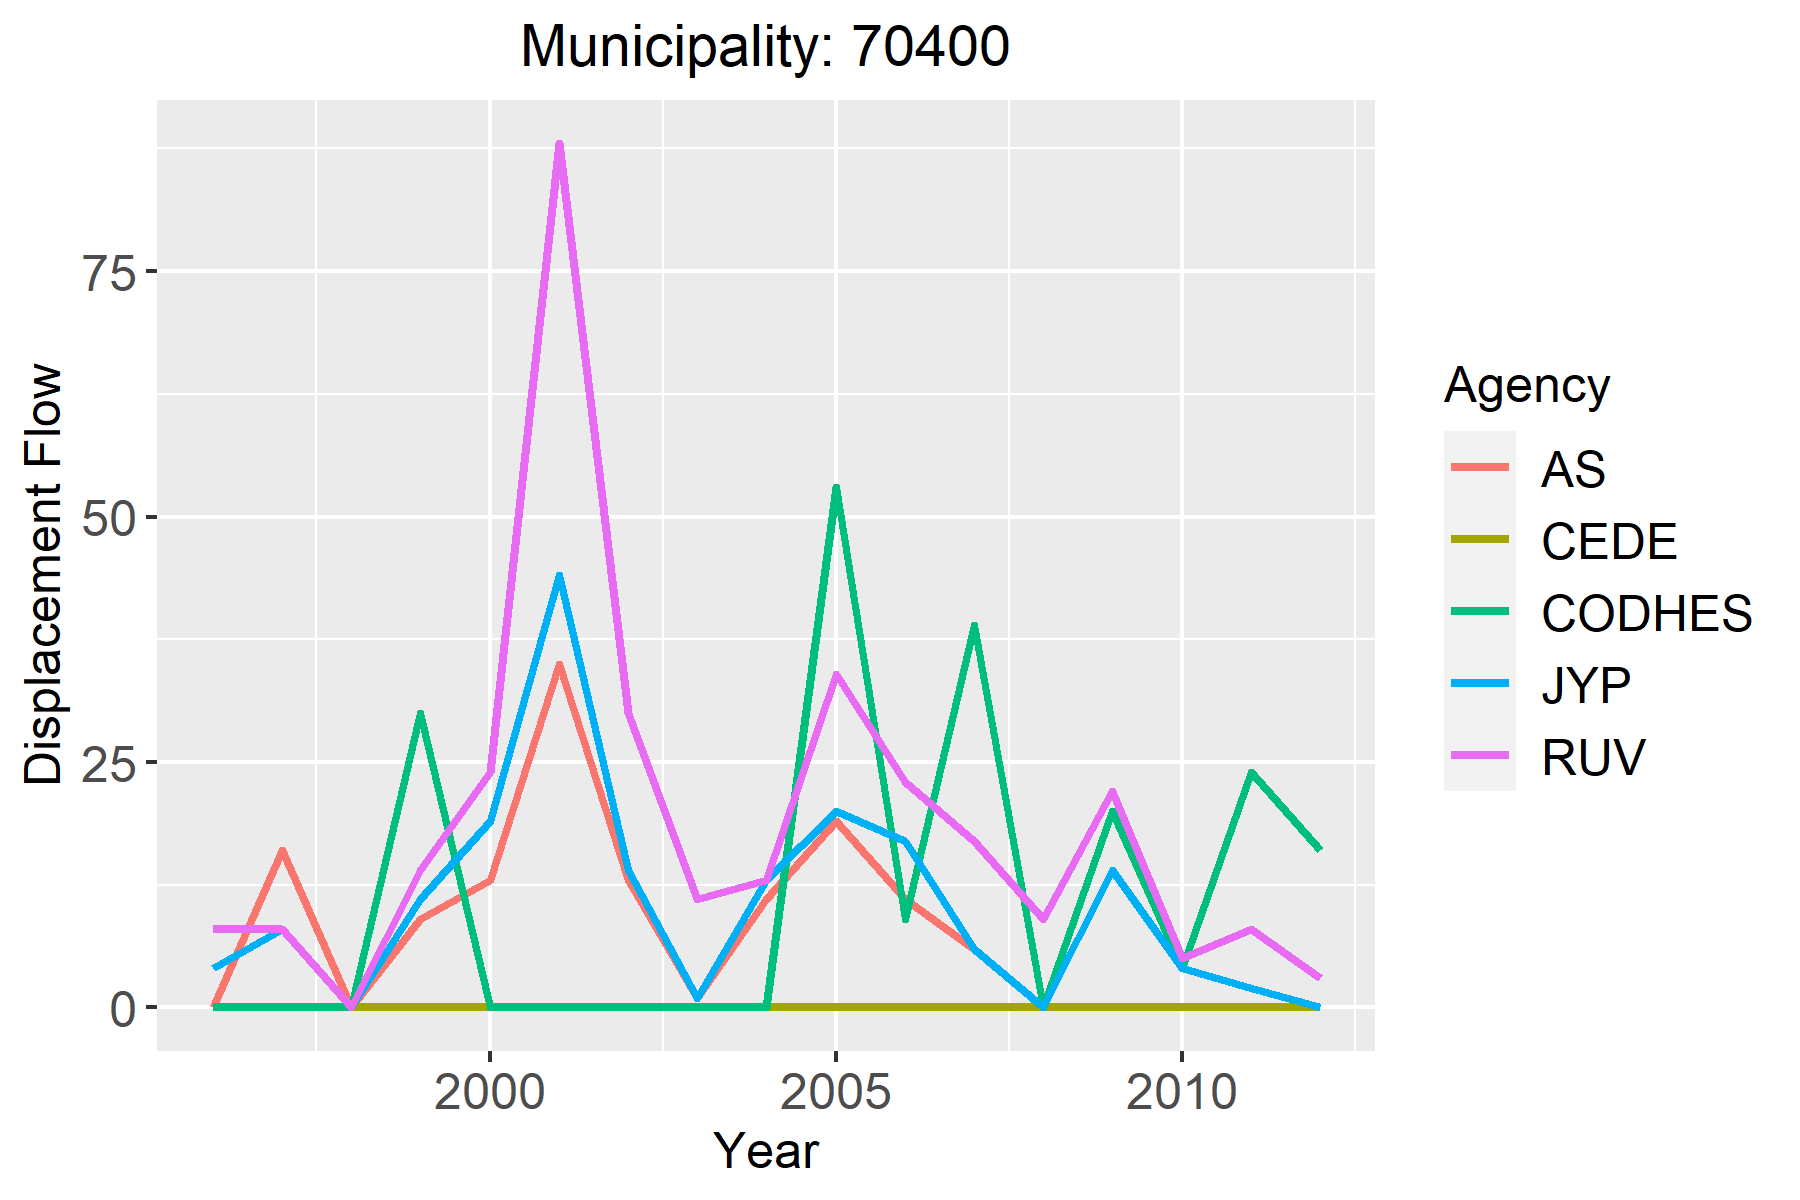 Municipality: 70400
Displacement Flow
75
50
25
0
2000 2005 2010
Year
Agency
AS
CEDE
CODHES
JYP
RUV